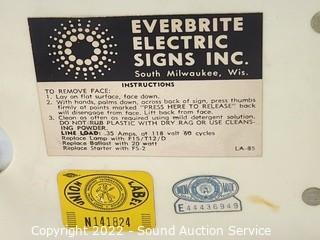 EVERBRITE
ELECTRIC
SIGNS INC.
South Milwaukee, Wis.
INSTRUCTIONS
TO REMOVE FACE:
1. Lay on flat surface, face down.
2. With hands, palms down, across back of sign, press thumbs
firmly at points marked "PRESS HERE TO RELEASE" back
will disengage from face. Lift back from face.
3. Clean as often as required using mild detergent solution.
DO NOT RUB PLASTIC WITH DRY RAG OR USE CLEANS-
ING POWDER.
LINE LOAD: .35 Amps. at 118 volt 60 cycles
Replace Lamp with F15/T12/D
Replace Ballast with 20 watt
Replace Starter with FS-2
LA-85
UNION LABEL
N141824
UNION MADE
E44436949
Copyright 2022 - Sound Auction Service